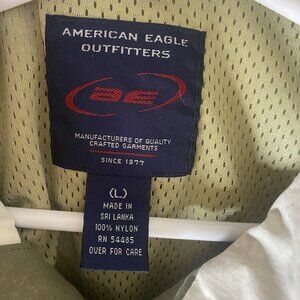 AMERICAN EAGLE
OUTFITTERS
AE
MANUFACTURERS OF QUALITY
CRAFTED GARMENTS
SINCE 1977
(L)
MADE IN
SRI LANKA
100% NYLON
RN 54485
OVER FOR CARE